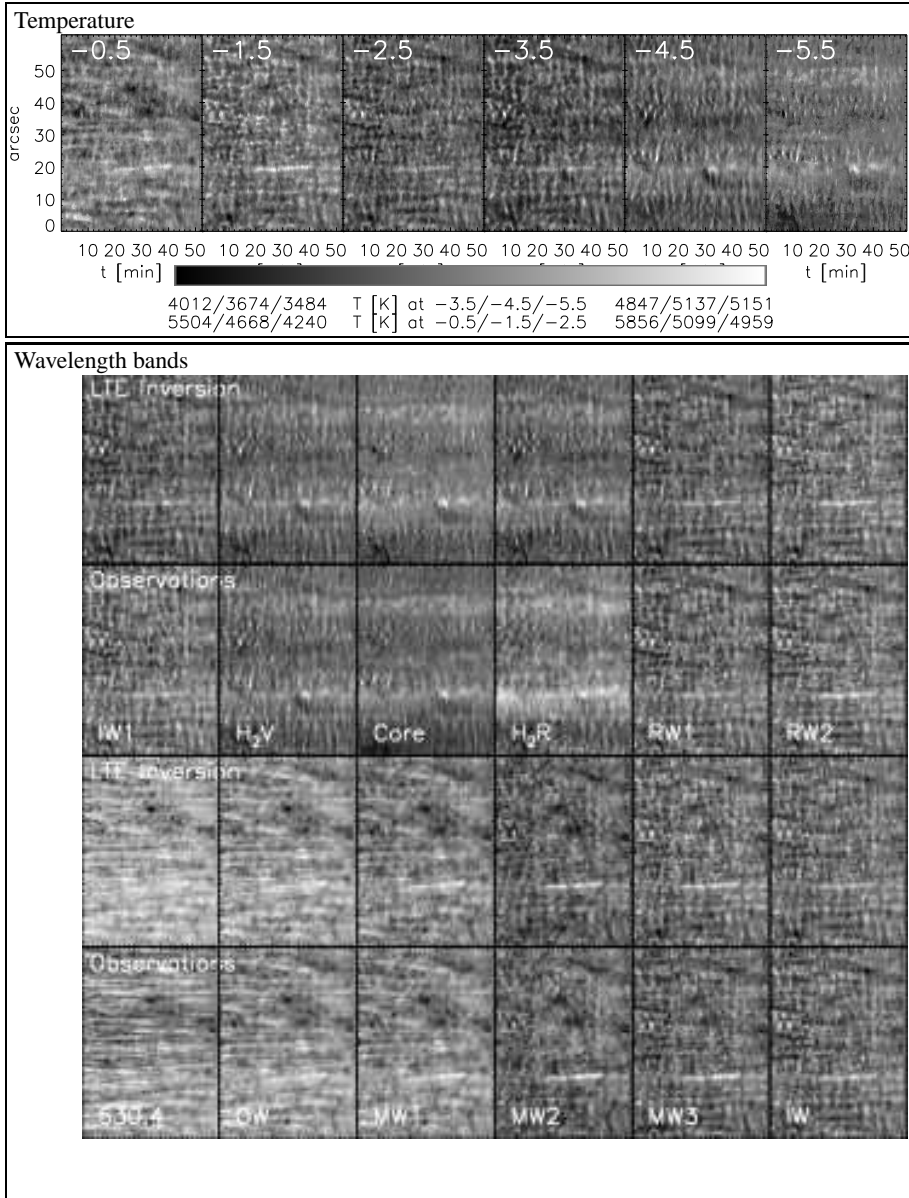 Temperature
−0.5 −1.5 −2.5 −3.5 −4.5 −5.5
50
40
30
20
10
0
arcsec
10 20 30 40 50 10 20 30 40 50 10 20 30 40 50 10 20 30 40 50 10 20 30 40 50 10 20 30 40 50
t [min] t [min]
4012/3674/3484 T [K] at −3.5/−4.5/−5.5 4847/5137/5151
5504/4668/4240 T [K] at −0.5/−1.5/−2.5 5856/5099/4959
Wavelength bands
LTE Inversion
Observations
IW1 H₂V Core H₂R RW1 RW2
LTE Inversion
Observations
630.4 OW MW1 MW2 MW3 IW